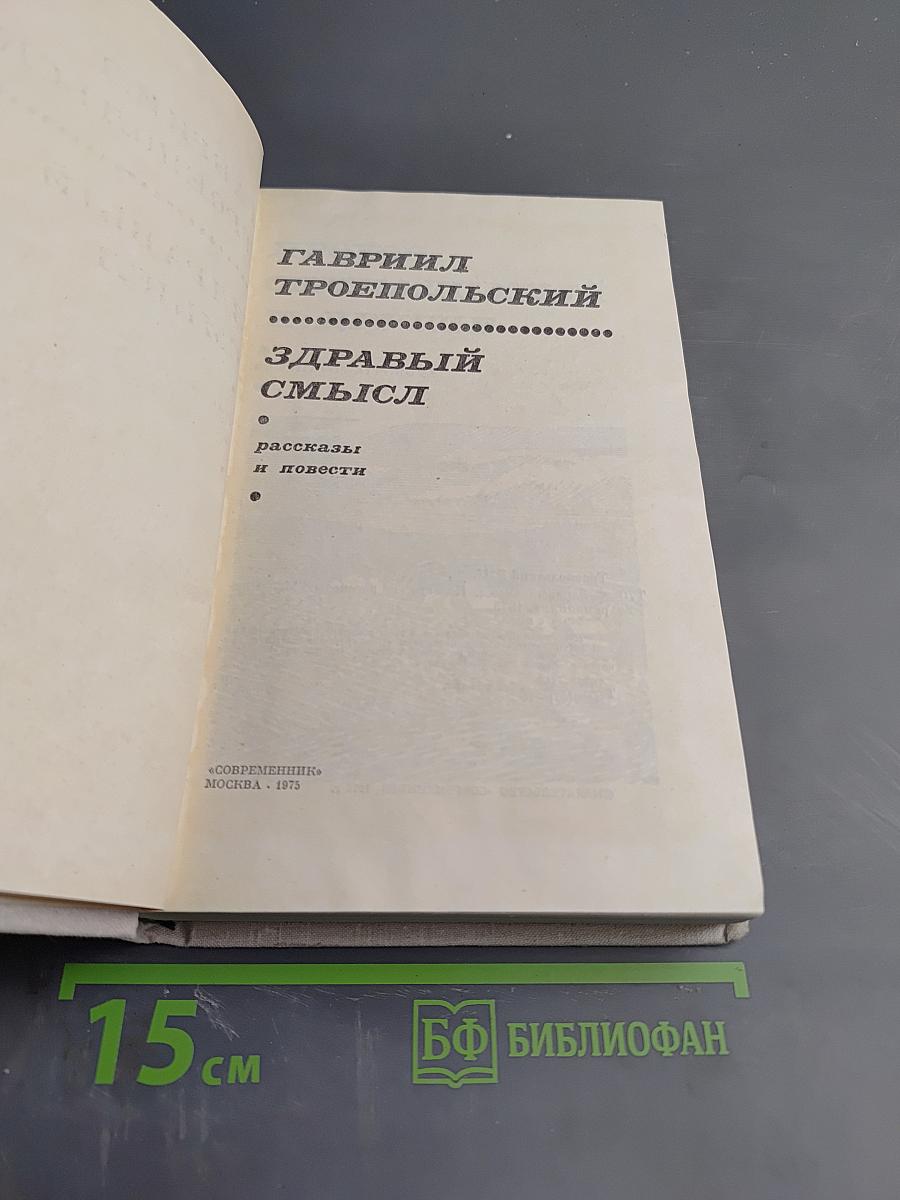 ГАВРИИЛ
ТРОЕПОЛЬСКИЙ
ЗДРАВЫЙ
СМЫСЛ
рассказы
и повести
«СОВРЕМЕННИК»
МОСКВА · 1975
15 см
БФ БИБЛИОФАН